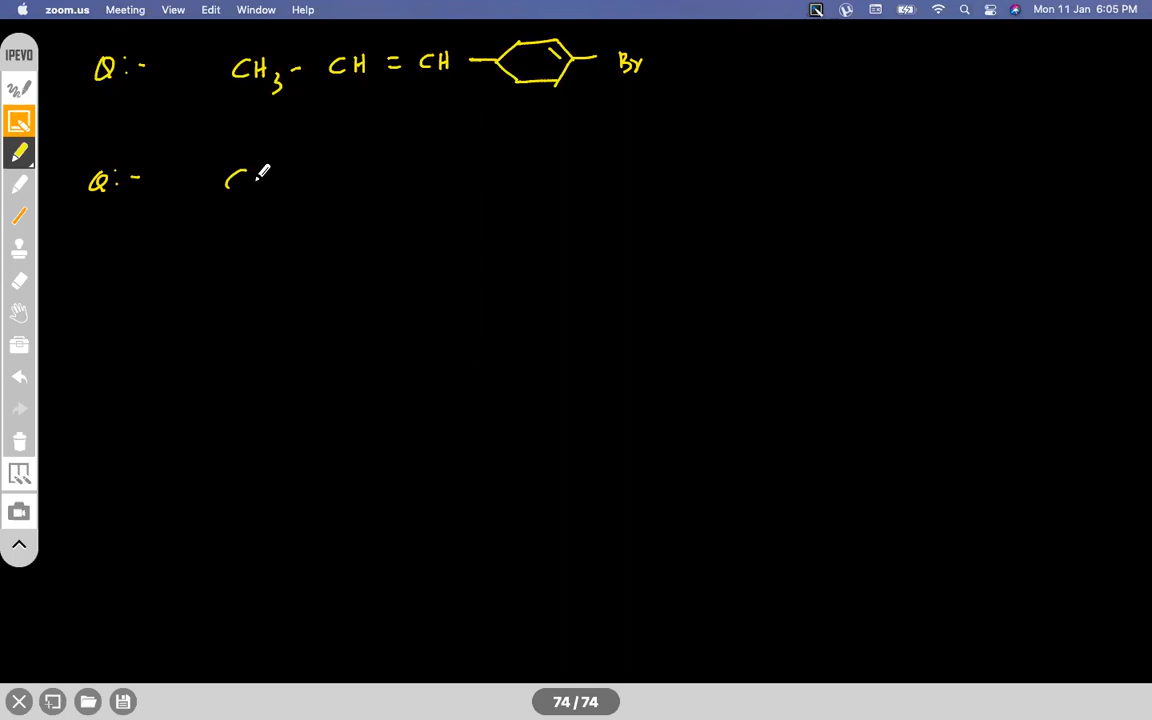 zoom.us Meeting View Edit Window Help Mon 11 Jan 6:05 PM
IPEVO
Q:- CH3 - CH = CH Br
Q:- C
74 / 74